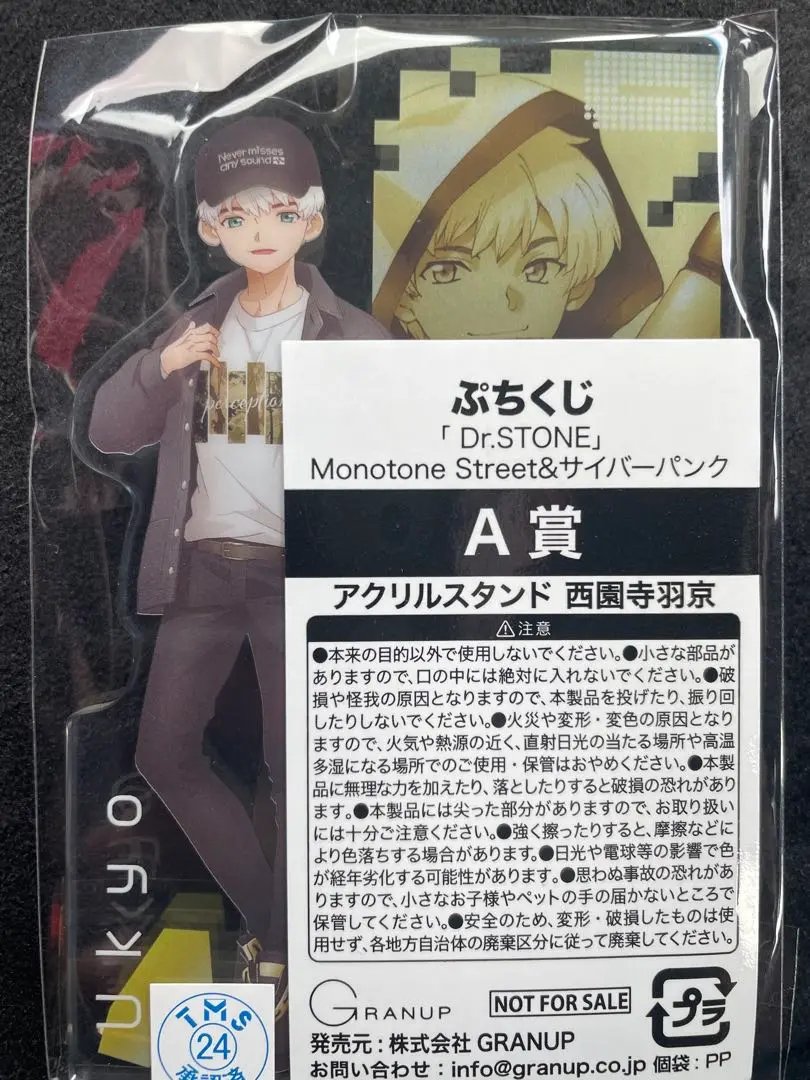 Never misses
any sound
perception
Ukyo
ぷちくじ
「 Dr.STONE」
Monotone Street&サイバーパンク
A 賞
アクリルスタンド 西園寺羽京
⚠注意
●本来の目的以外で使用しないでください。●小さな部品が
ありますので、口の中には絶対に入れないでください。●破
損や怪我の原因となりますので、本製品を投げたり、振り回
したりしないでください。●火災や変形・変色の原因となり
ますので、火気や熱源の近く、直射日光の当たる場所や高温
多湿になる場所でのご使用・保管はおやめください。●本製
品に無理な力を加えたり、落としたりすると破損の恐れがあり
ます。●本製品には尖った部分がありますので、お取り扱い
には十分ご注意ください。●強く擦ったりすると、摩擦などに
より色落ちする場合があります。●日光や電球等の影響で色
が経年劣化する可能性があります。●思わぬ事故の恐れがあ
りますので、小さなお子様やペットの手の届かないところで
保管してください。●安全のため、変形・破損したものは使
用せず、各地方自治体の廃棄区分に従って廃棄してください。
GRANUP
NOT FOR SALE
プラ
発売元 : 株式会社 GRANUP
お問い合わせ : info@granup.co.jp 個袋 : PP
TMS
24
承認者